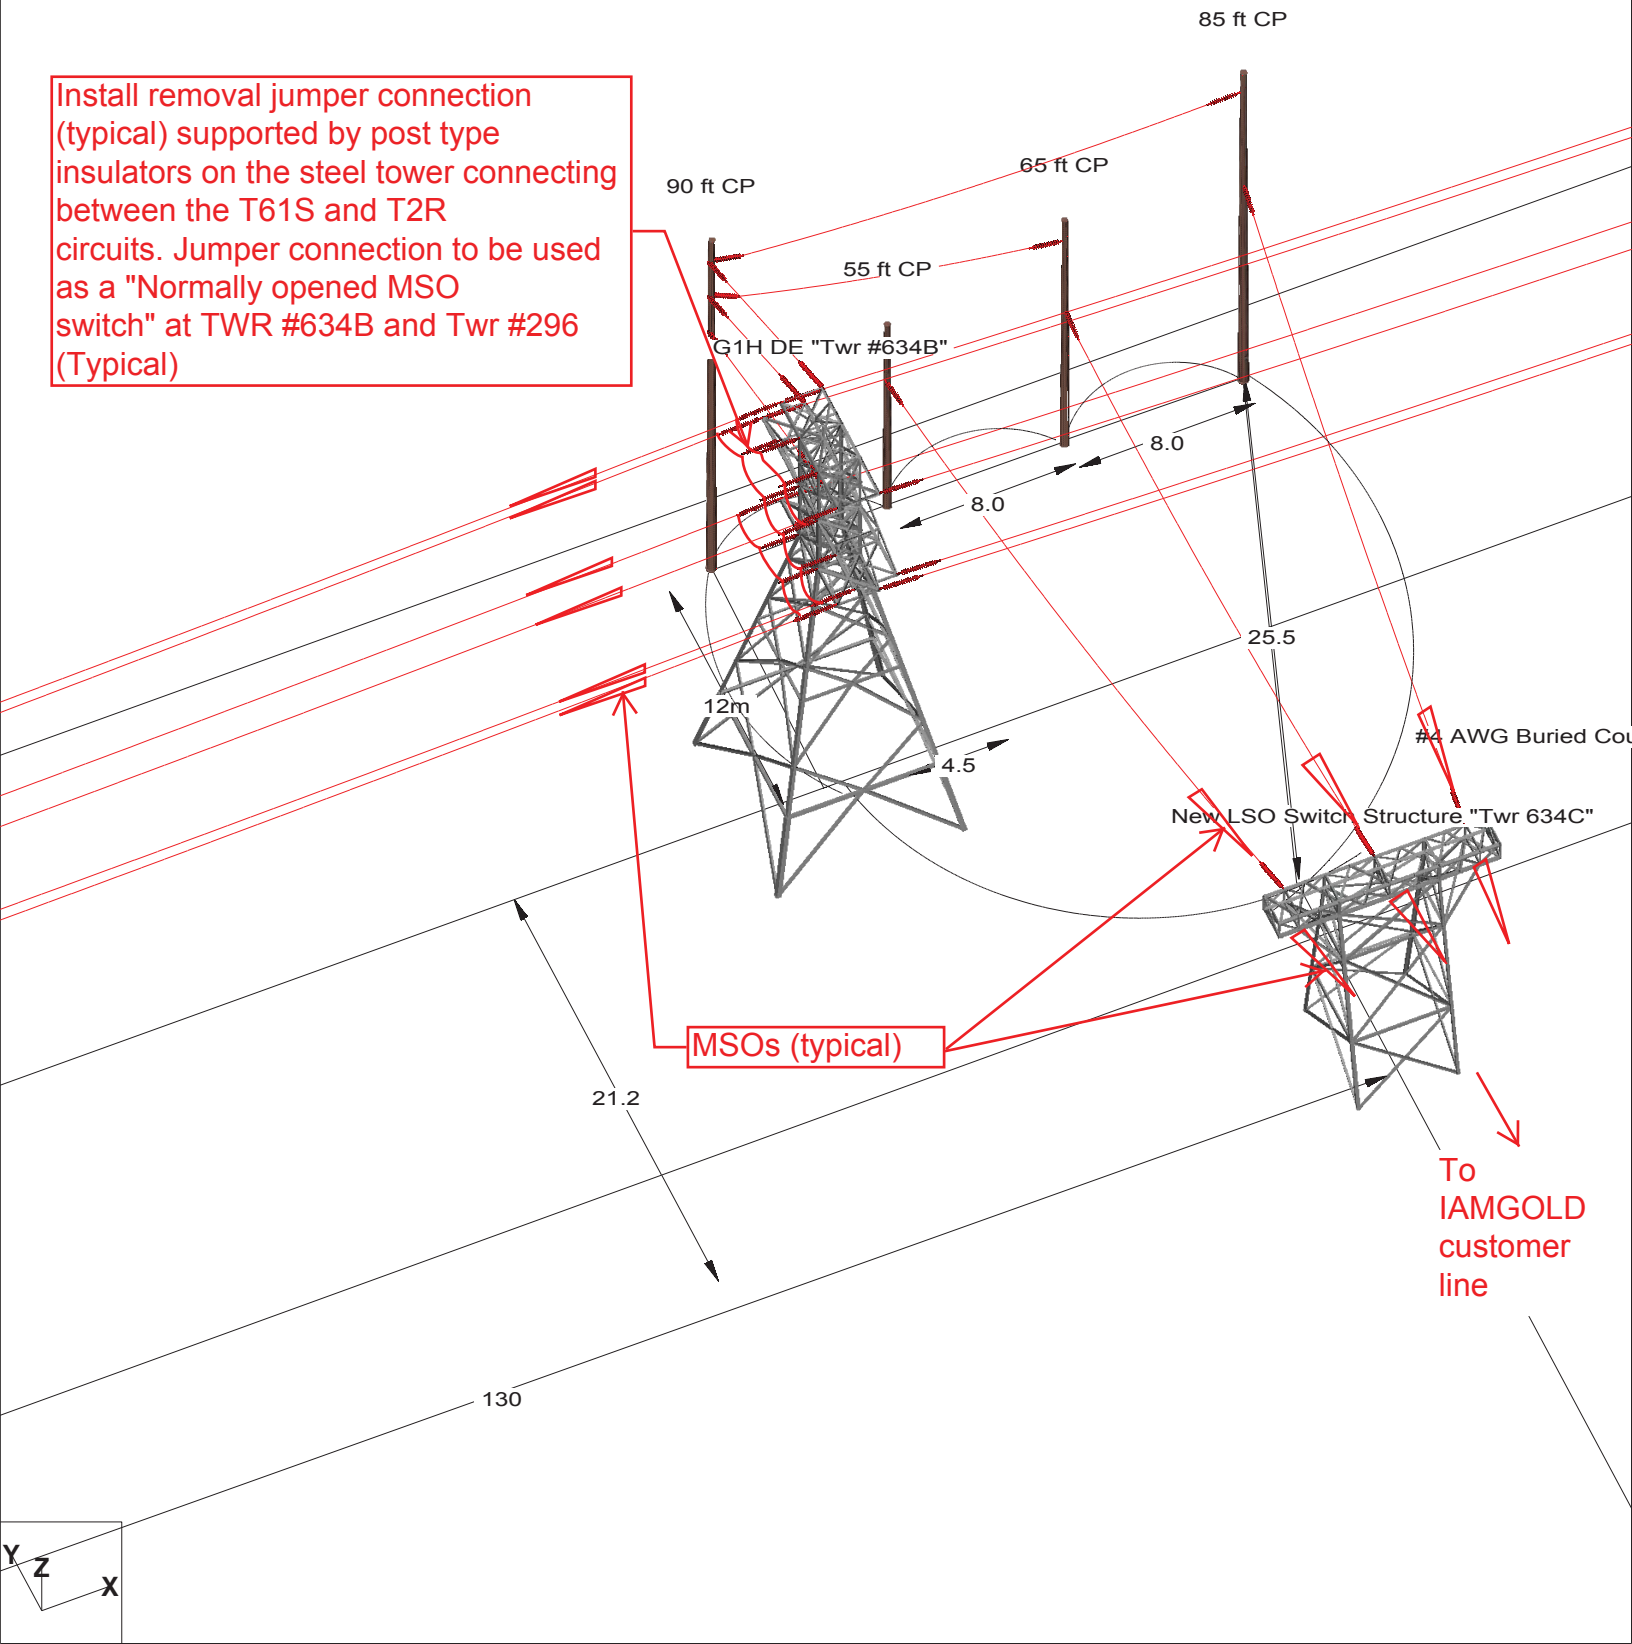 85 ft CP
Install removal jumper connection
(typical) supported by post type
insulators on the steel tower connecting
between the T61S and T2R
circuits. Jumper connection to be used
as a "Normally opened MSO
switch" at TWR #634B and Twr #296
(Typical)
65 ft CP
90 ft CP
55 ft CP
G1H DE "Twr #634B"
8.0
8.0
25.5
12m
#4 AWG Buried Cou
4.5
New LSO Switch Structure "Twr 634C"
MSOs (typical)
21.2
To
IAMGOLD
customer
line
130
Y
Z
X